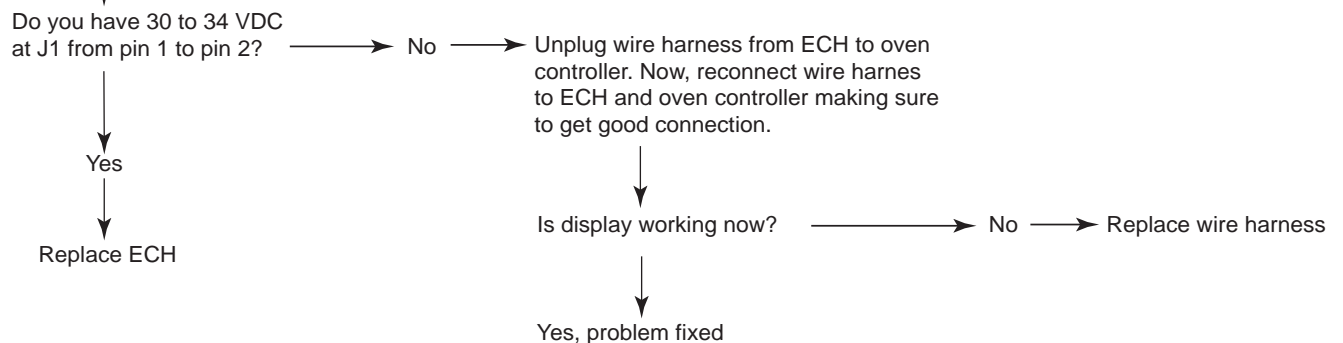 Do you have 30 to 34 VDC
at J1 from pin 1 to pin 2?
No
Unplug wire harness from ECH to oven
controller. Now, reconnect wire harnes
to ECH and oven controller making sure
to get good connection.
Yes
Replace ECH
Is display working now?
No
Replace wire harness
Yes, problem fixed